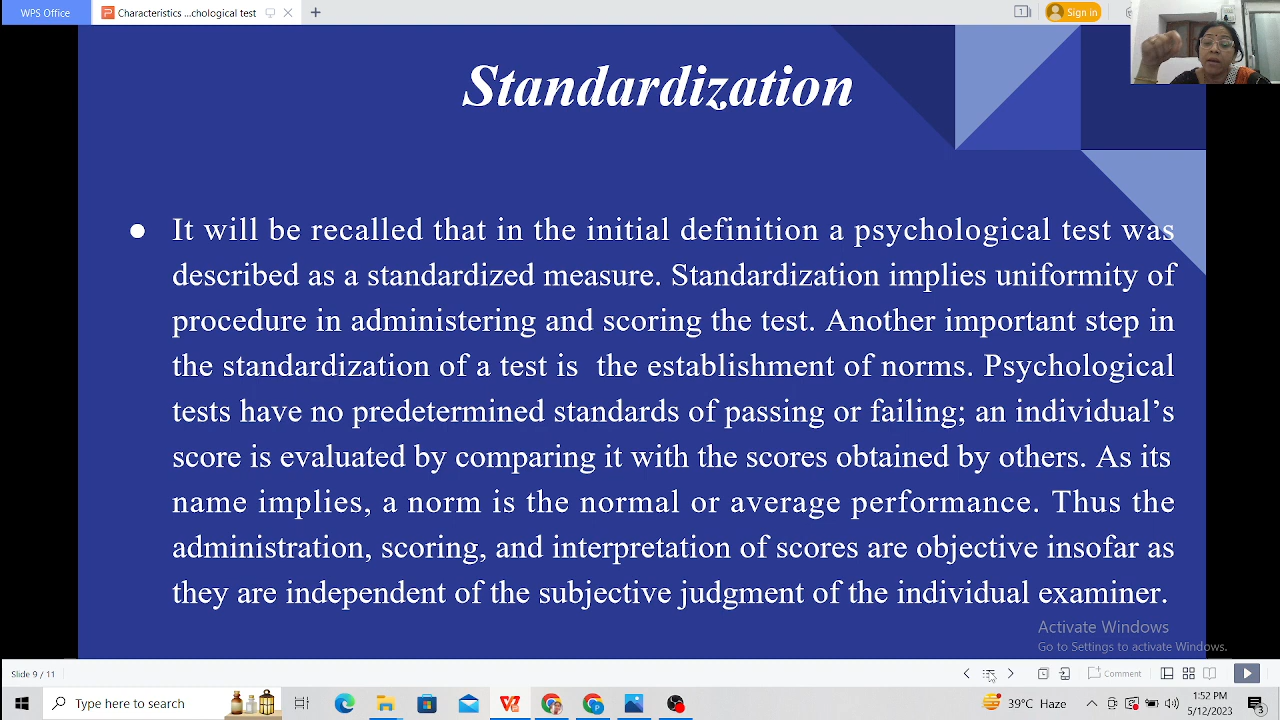 WPS Office
Characteristics ...chological test
+
1
Sign in
Standardization
It will be recalled that in the initial definition a psychological test was
described as a standardized measure. Standardization implies uniformity of
procedure in administering and scoring the test. Another important step in
the standardization of a test is the establishment of norms. Psychological
tests have no predetermined standards of passing or failing; an individual’s
score is evaluated by comparing it with the scores obtained by others. As its
name implies, a norm is the normal or average performance. Thus the
administration, scoring, and interpretation of scores are objective insofar as
they are independent of the subjective judgment of the individual examiner.
Activate Windows
Go to Settings to activate Windows.
Slide 9 / 11
Comment
Type here to search
39°C Haze
1:52 PM
5/12/2023
3